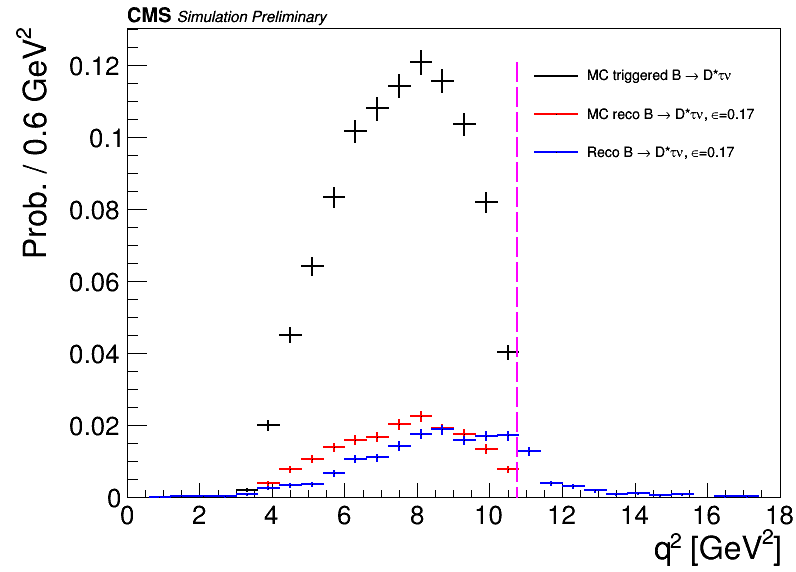 CMS Simulation Preliminary
Prob. / 0.6 GeV²
0.12
0.1
0.08
0.06
0.04
0.02
0
MC triggered B → D*τν
MC reco B → D*τν, ϵ=0.17
Reco B → D*τν, ϵ=0.17
0 2 4 6 8 10 12 14 16 18
q² [GeV²]